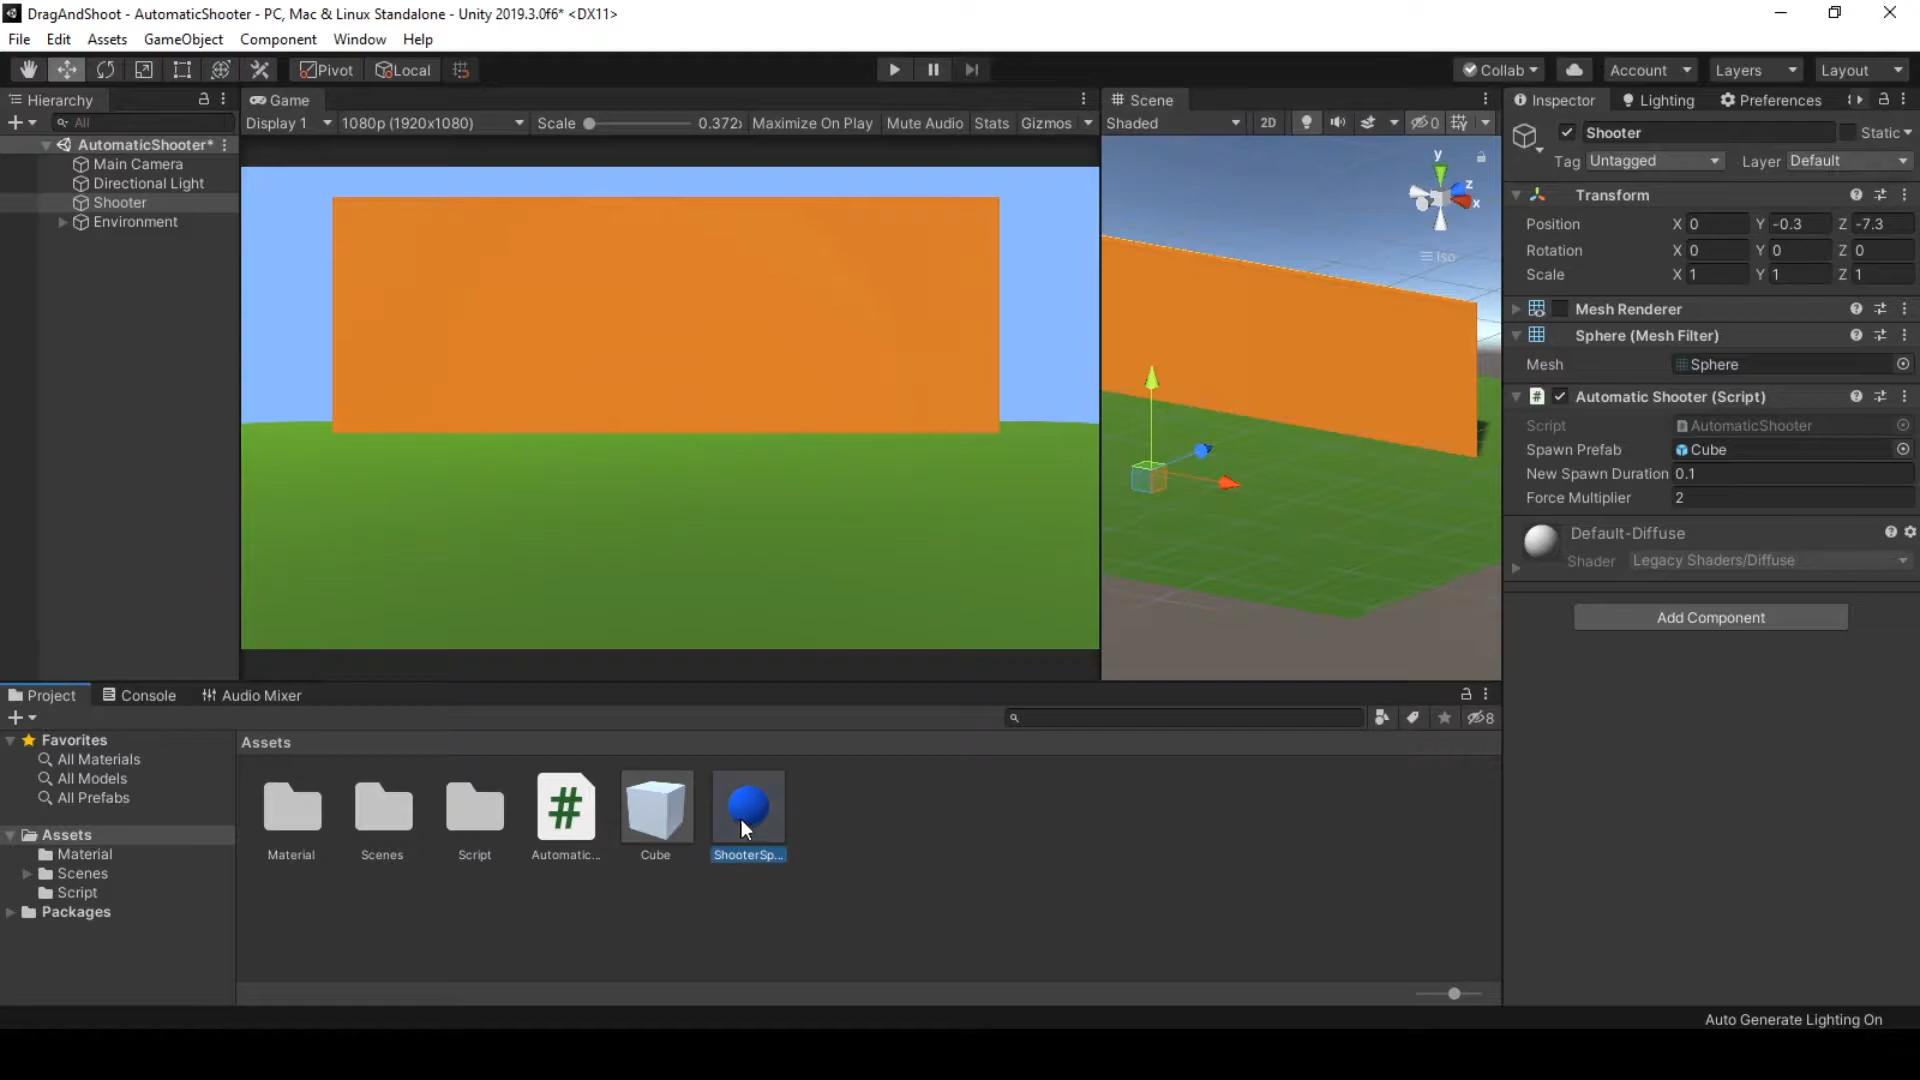 DragAndShoot - AutomaticShooter - PC, Mac & Linux Standalone - Unity 2019.3.0f6* <DX11>
File Edit Assets GameObject Component Window Help
Pivot Local Collab Account Layers Layout
Hierarchy
All
AutomaticShooter*
Main Camera
Directional Light
Shooter
Environment
Game
Display 1 1080p (1920x1080) Scale 0.372x Maximize On Play Mute Audio Stats Gizmos
Scene
Shaded 2D 0
y
z
x
Iso
Inspector Lighting Preferences
Shooter Static
Tag Untagged Layer Default
Transform
Position X 0 Y -0.3 Z -7.3
Rotation X 0 Y 0 Z 0
Scale X 1 Y 1 Z 1
Mesh Renderer
Sphere (Mesh Filter)
Mesh Sphere
# Automatic Shooter (Script)
Script AutomaticShooter
Spawn Prefab Cube
New Spawn Duration 0.1
Force Multiplier 2
Default-Diffuse
Shader Legacy Shaders/Diffuse
Add Component
Project Console Audio Mixer
8
Favorites
All Materials
All Models
All Prefabs
Assets
Material
Scenes
Script
Packages
Assets
#
Material Scenes Script Automatic... Cube ShooterSp...
Auto Generate Lighting On